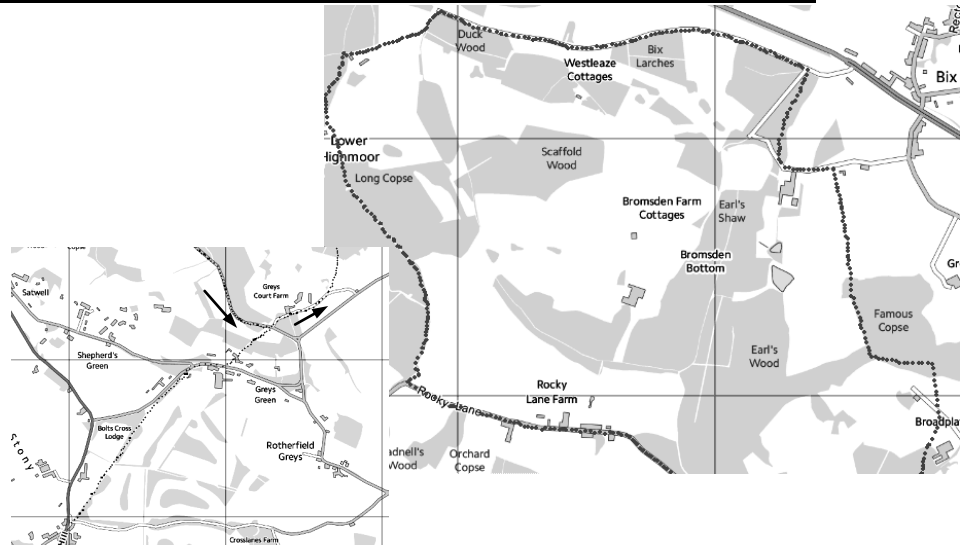 Duck
Wood
Bix
Larches
Westleaze
Cottages
Bix
Lower
Highmoor
Long Copse
Scaffold
Wood
Bromsden Farm
Cottages
Earl's
Shaw
Bromsden
Bottom
Famous
Copse
Earl's
Wood
Rocky
Lane Farm
Rocky Lane
Orchard
Copse
Wood
Satwell
Greys
Court Farm
Shepherd's
Green
Greys
Green
Bolts Cross
Lodge
Rotherfield
Greys
Stony
Crosslanes Farm